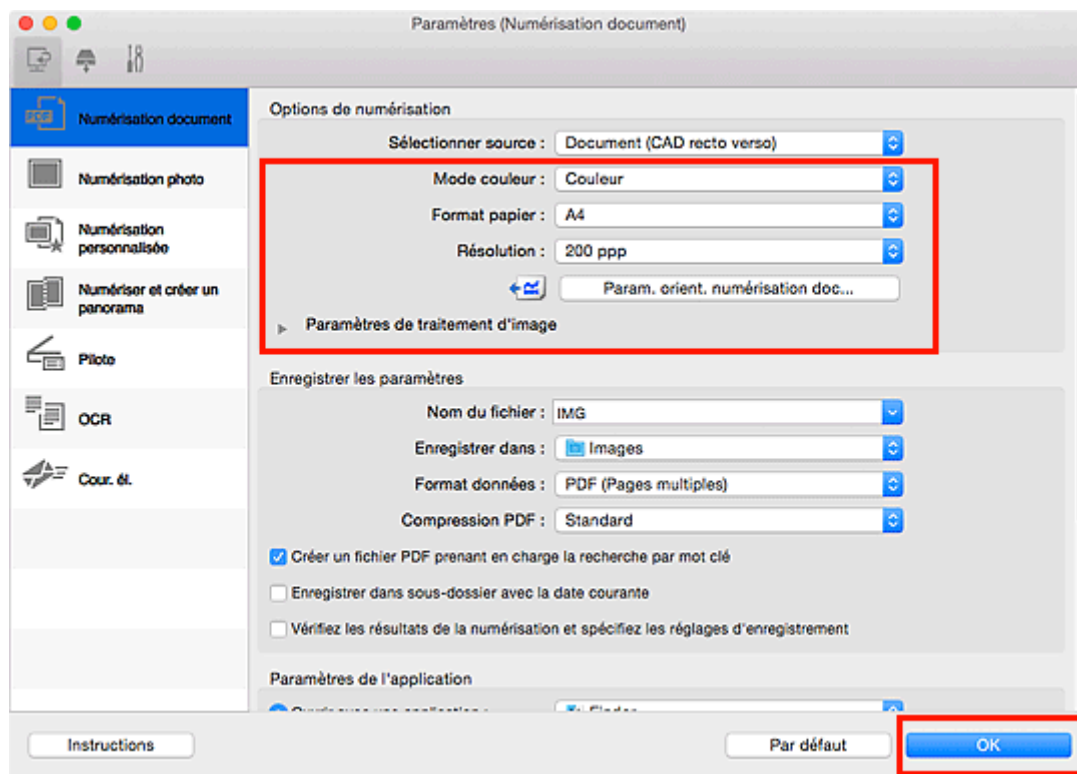 Paramètres (Numérisation document)
Numérisation document
Numérisation photo
Numérisation
personnalisée
Numériser et créer un
panorama
Pilote
OCR
Cour. él.
Options de numérisation
Sélectionner source : Document (CAD recto verso)
Mode couleur : Couleur
Format papier : A4
Résolution : 200 ppp
Param. orient. numérisation doc...
Paramètres de traitement d'image
Enregistrer les paramètres
Nom du fichier : IMG
Enregistrer dans : Images
Format données : PDF (Pages multiples)
Compression PDF : Standard
Créer un fichier PDF prenant en charge la recherche par mot clé
Enregistrer dans sous-dossier avec la date courante
Vérifiez les résultats de la numérisation et spécifiez les réglages d'enregistrement
Paramètres de l'application
Instructions
Par défaut
OK